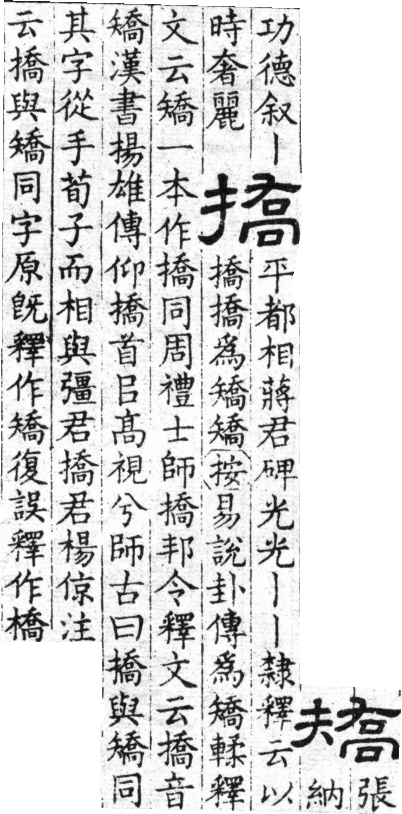 矯
張
納
功德叙丨
時奢麗
撟
平都相蔣君碑光光丨丨隸釋云以
撟撟爲矯矯按易說卦傳爲矯輮釋
文云矯一本作撟同周禮士師撟邦令釋文云撟音
矯漢書揚雄傳仰撟首㠯高視兮師古曰撟與矯同
其字從手荀子而相與彊君撟君楊倞注
云撟與矯同字原既釋作矯復誤釋作橋